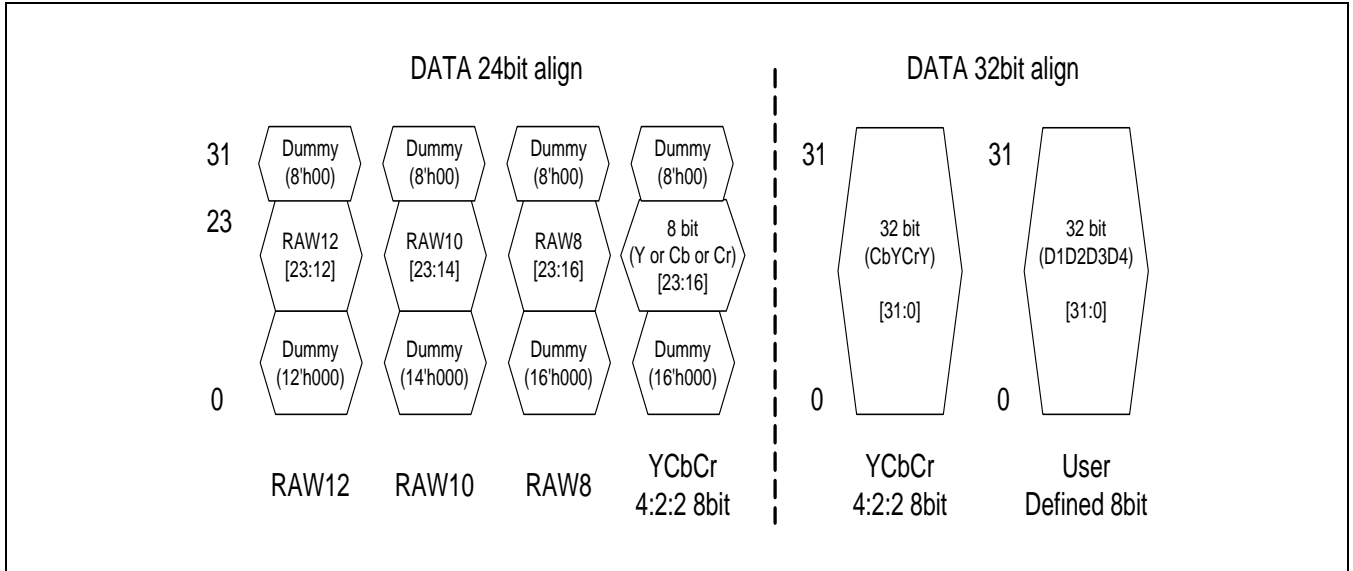 DATA 24bit align
DATA 32bit align
31
23
0
Dummy
(8'h00)
RAW12
[23:12]
Dummy
(12'h000)
RAW12
Dummy
(8'h00)
RAW10
[23:14]
Dummy
(14'h000)
RAW10
Dummy
(8'h00)
RAW8
[23:16]
Dummy
(16'h000)
RAW8
Dummy
(8'h00)
8 bit
(Y or Cb or Cr)
[23:16]
Dummy
(16'h000)
YCbCr
4:2:2 8bit
31
0
32 bit
(CbYCrY)
[31:0]
YCbCr
4:2:2 8bit
31
0
32 bit
(D1D2D3D4)
[31:0]
User
Defined 8bit